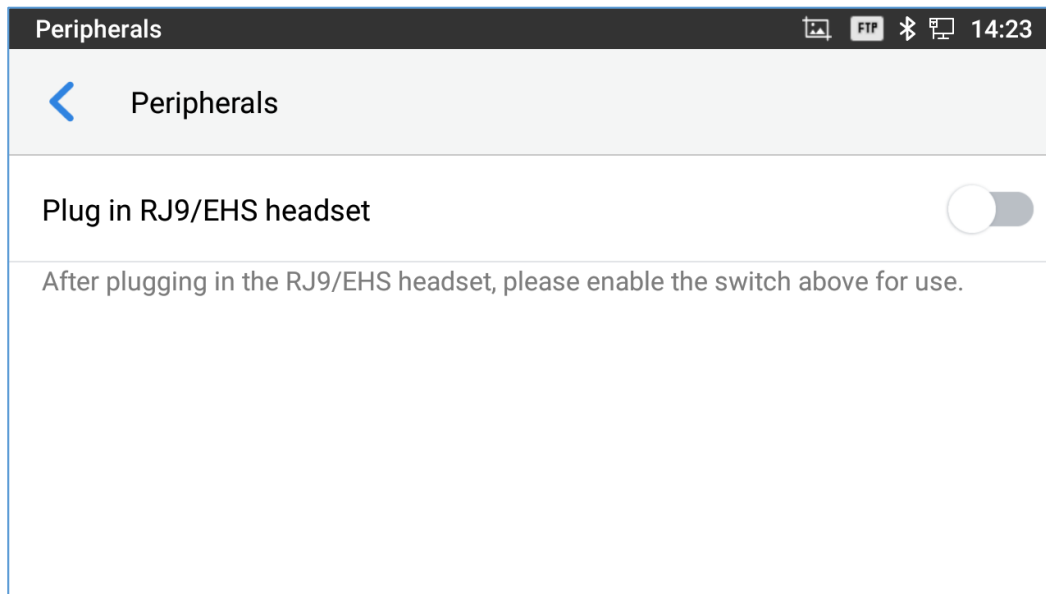 Peripherals FTP 14:23
Peripherals
Plug in RJ9/EHS headset
After plugging in the RJ9/EHS headset, please enable the switch above for use.